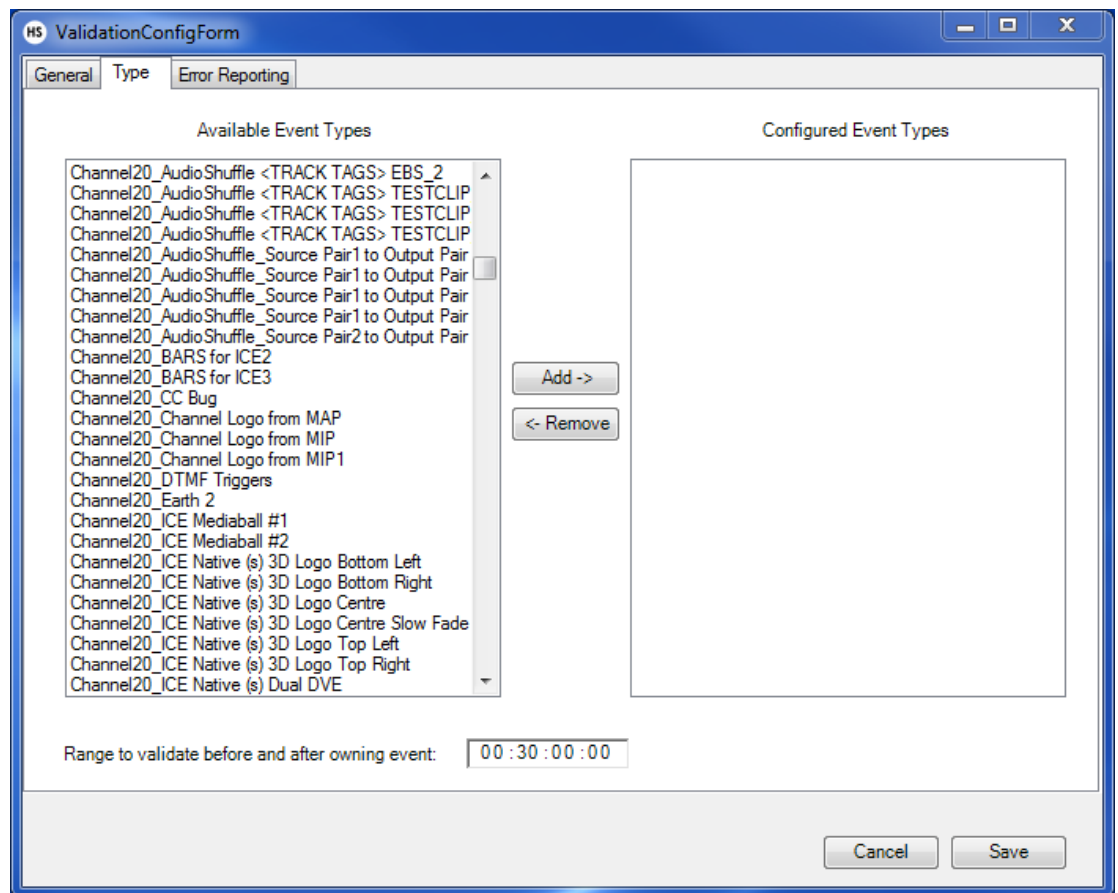 HS ValidationConfigForm
General Type Error Reporting
Available Event Types
Configured Event Types
Channel20_AudioShuffle <TRACK TAGS> EBS_2
Channel20_AudioShuffle <TRACK TAGS> TESTCLIP
Channel20_AudioShuffle <TRACK TAGS> TESTCLIP
Channel20_AudioShuffle <TRACK TAGS> TESTCLIP
Channel20_AudioShuffle_Source Pair1 to Output Pair
Channel20_AudioShuffle_Source Pair1 to Output Pair
Channel20_AudioShuffle_Source Pair1 to Output Pair
Channel20_AudioShuffle_Source Pair1 to Output Pair
Channel20_AudioShuffle_Source Pair2 to Output Pair
Channel20_BARS for ICE2
Channel20_BARS for ICE3
Channel20_CC Bug
Channel20_Channel Logo from MAP
Channel20_Channel Logo from MIP
Channel20_Channel Logo from MIP1
Channel20_DTMF Triggers
Channel20_Earth 2
Channel20_ICE Mediaball #1
Channel20_ICE Mediaball #2
Channel20_ICE Native (s) 3D Logo Bottom Left
Channel20_ICE Native (s) 3D Logo Bottom Right
Channel20_ICE Native (s) 3D Logo Centre
Channel20_ICE Native (s) 3D Logo Centre Slow Fade
Channel20_ICE Native (s) 3D Logo Top Left
Channel20_ICE Native (s) 3D Logo Top Right
Channel20_ICE Native (s) Dual DVE
Add ->
<- Remove
Range to validate before and after owning event: 00:30:00:00
Cancel Save